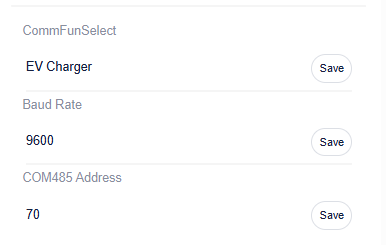 CommFunSelect
EV Charger Save
Baud Rate
9600 Save
COM485 Address
70 Save